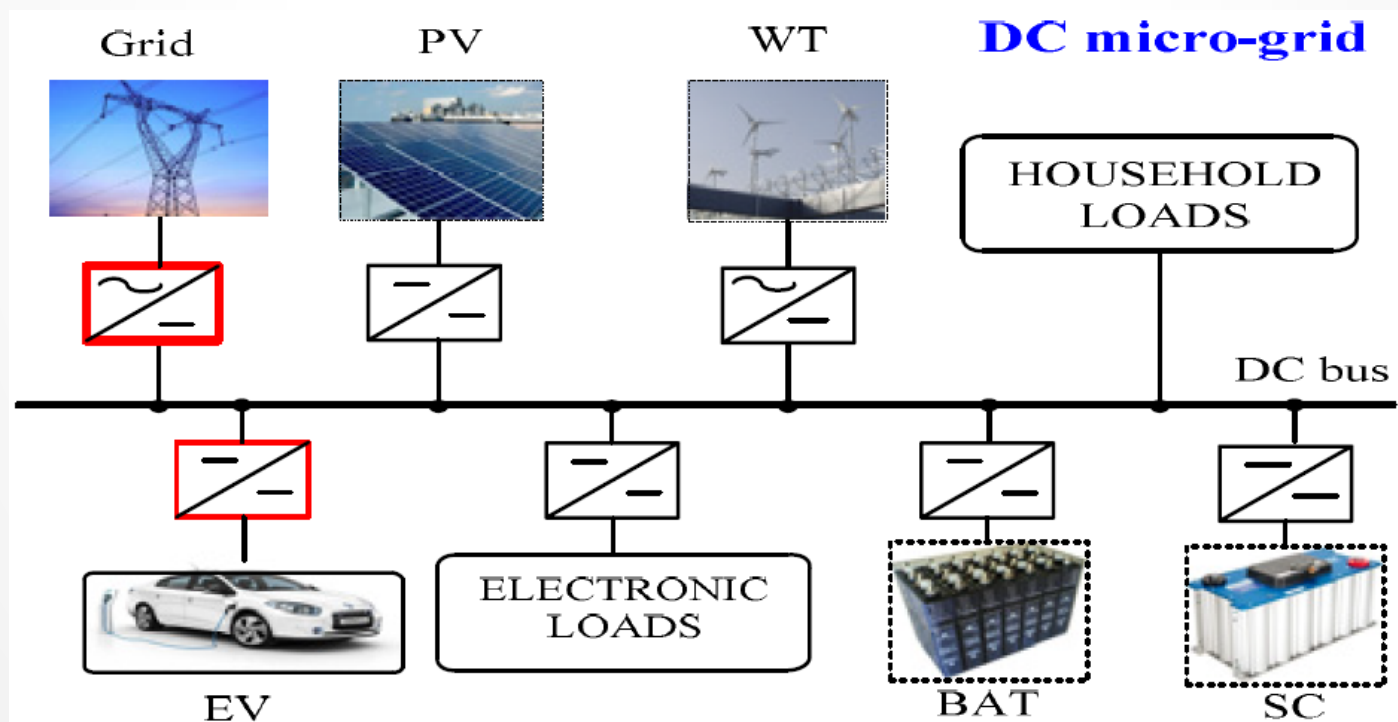 Grid
PV
WT
DC micro-grid
HOUSEHOLD
LOADS
DC bus
ELECTRONIC
LOADS
EV
BAT
SC